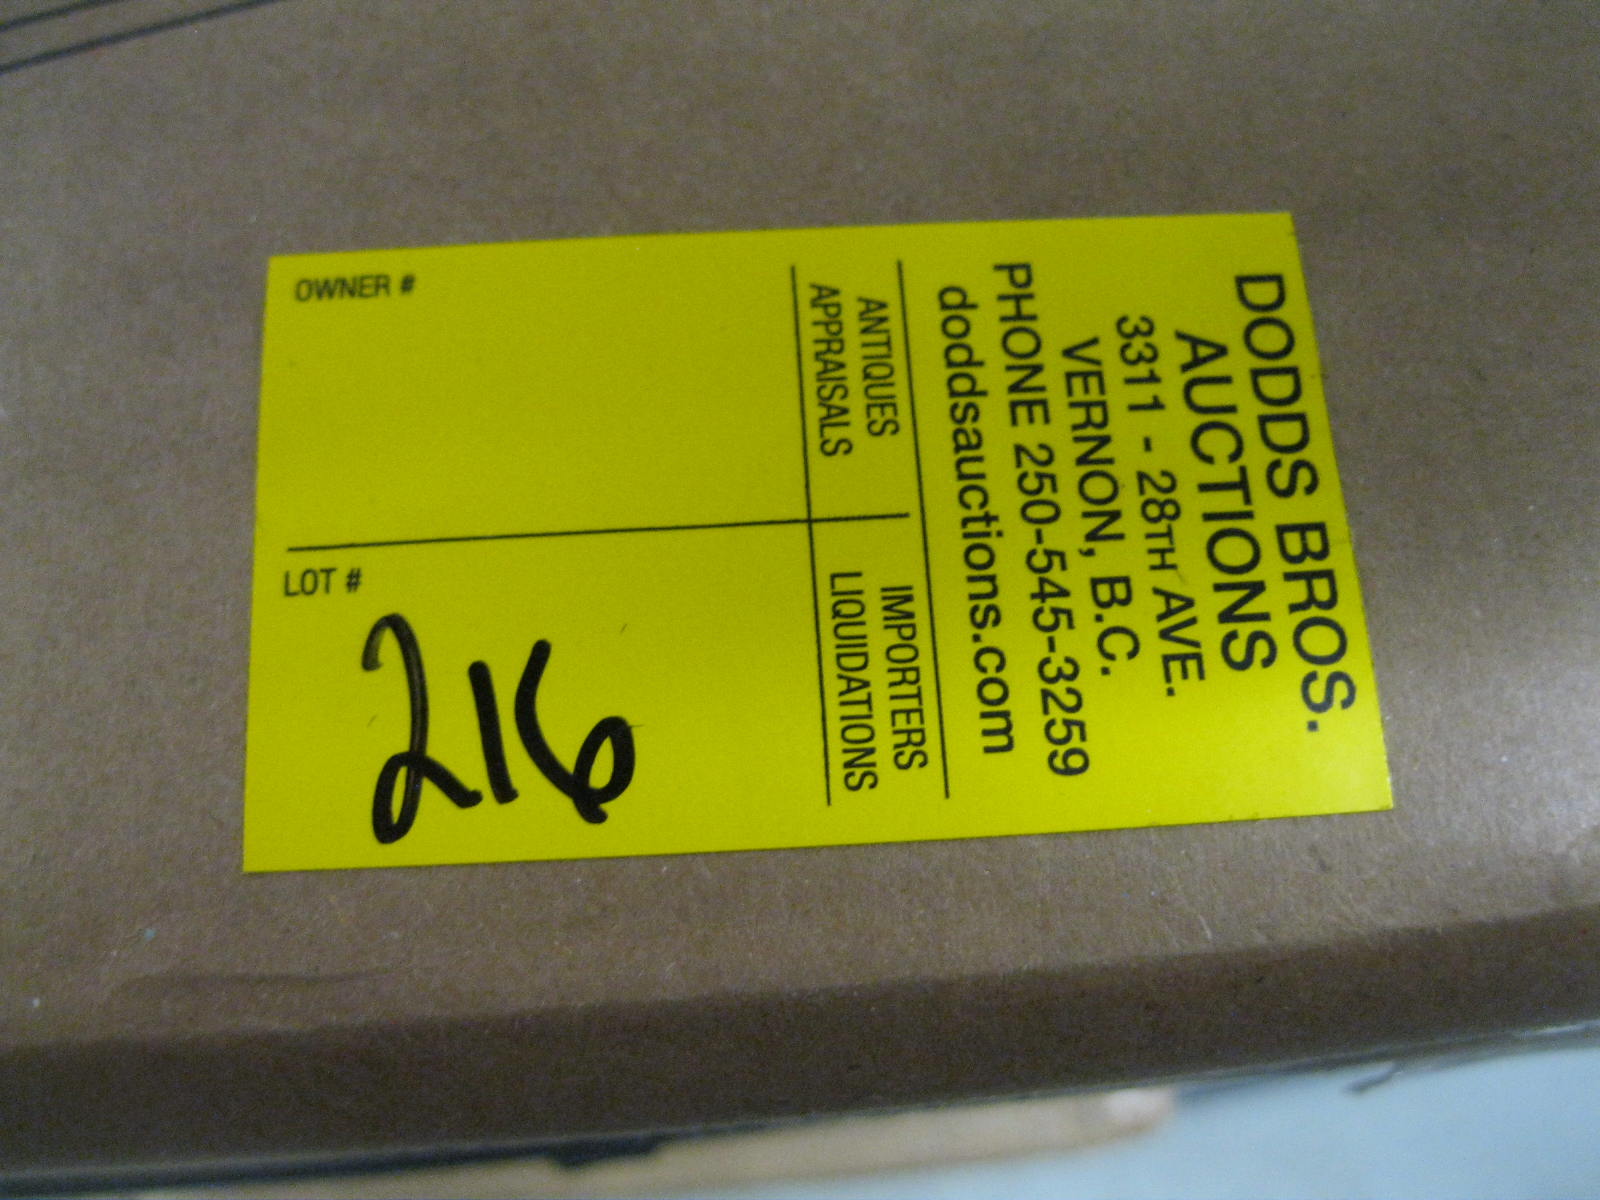 DODDS BROS.
AUCTIONS
3311 - 28TH AVE.
VERNON, B.C.
PHONE 250-545-3259
doddsauctions.com
ANTIQUES
APPRAISALS
IMPORTERS
LIQUIDATIONS
OWNER #
LOT #
216